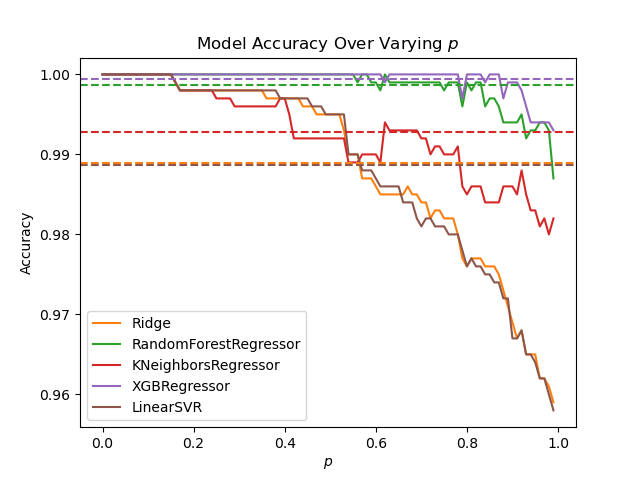 Model Accuracy Over Varying p
Accuracy
1.00
0.99
0.98
0.97
0.96
Ridge
RandomForestRegressor
KNeighborsRegressor
XGBRegressor
LinearSVR
0.0 0.2 0.4 0.6 0.8 1.0
p